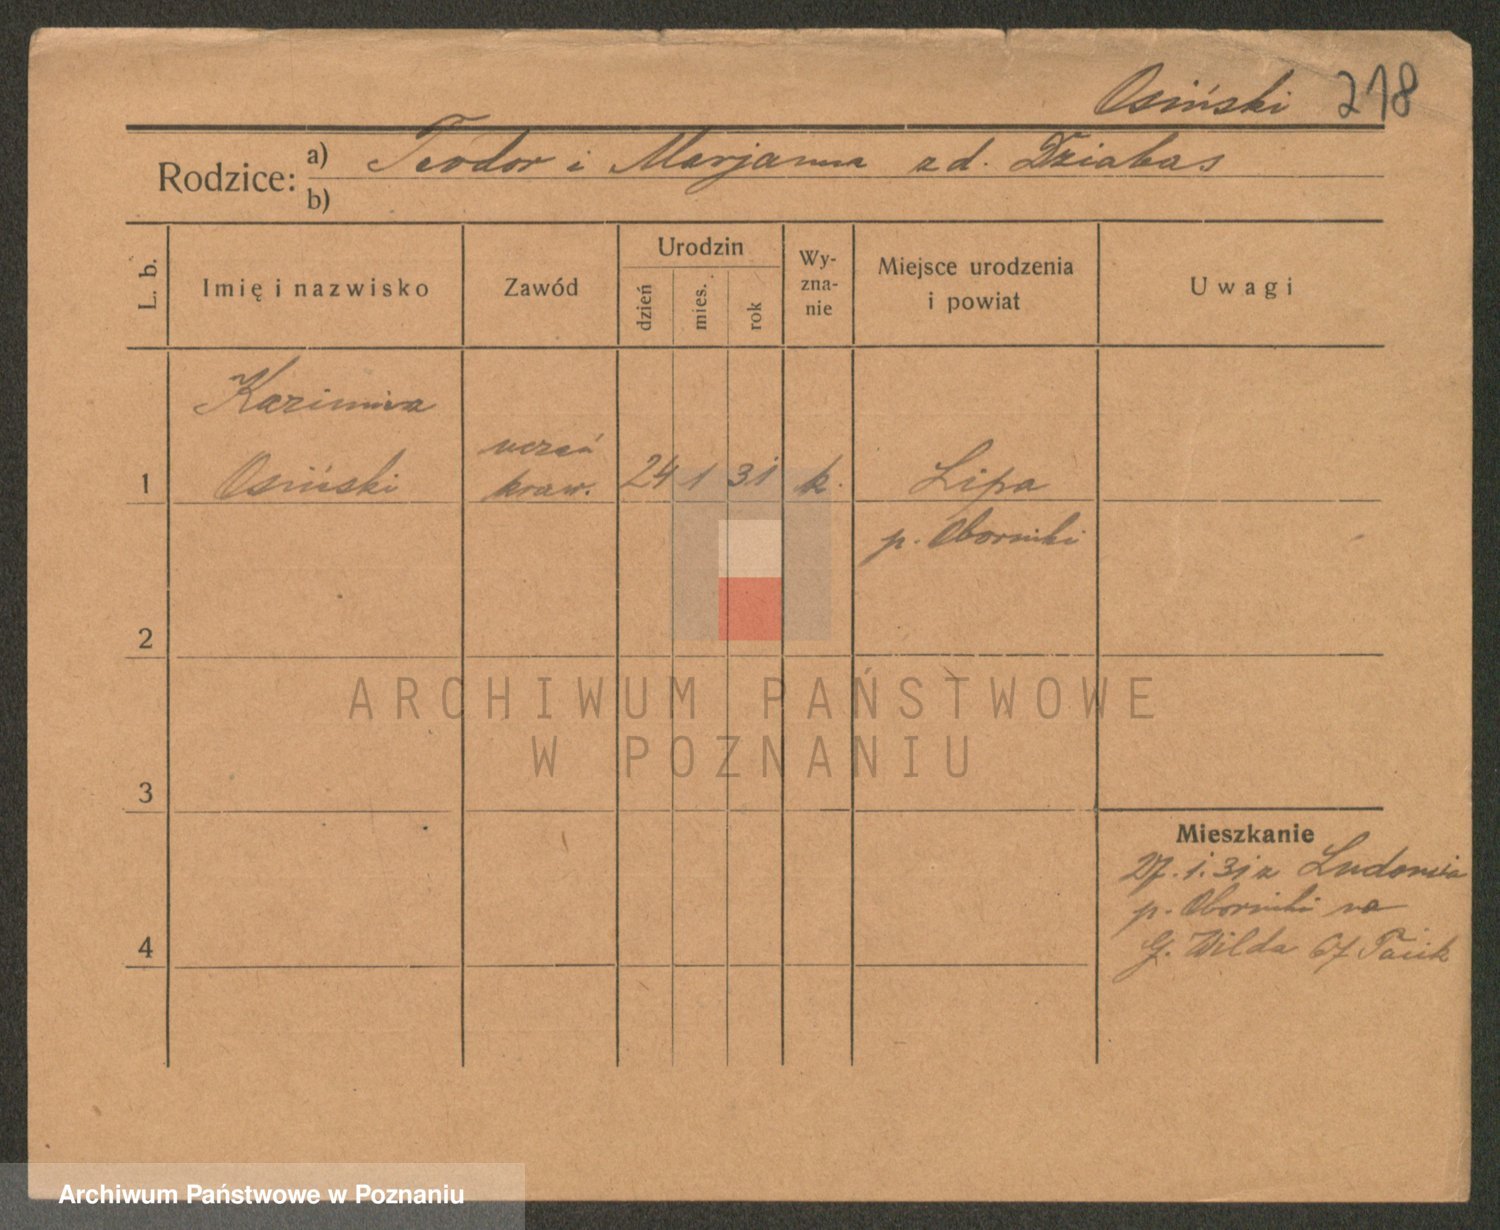 Osiński 218
Rodzice: a) Teodor i Marjanna z d. Dziabas
b)
L. b.
Imię i nazwisko
Zawód
Urodzin
dzień
mies.
rok
Wy-
zna-
nie
Miejsce urodzenia
i powiat
Uwagi
Kazimira
Osiński
uczeń
kraw.
24 1 31 k.
Lipa
p. Oborniki
1
2
3
4
Mieszkanie
27. 1. 31 z Ludomia
p. Oborniki na
G. Wilda 67
ARCHIWUM PAŃSTWOWE
W POZNANIU
Archiwum Państwowe w Poznaniu